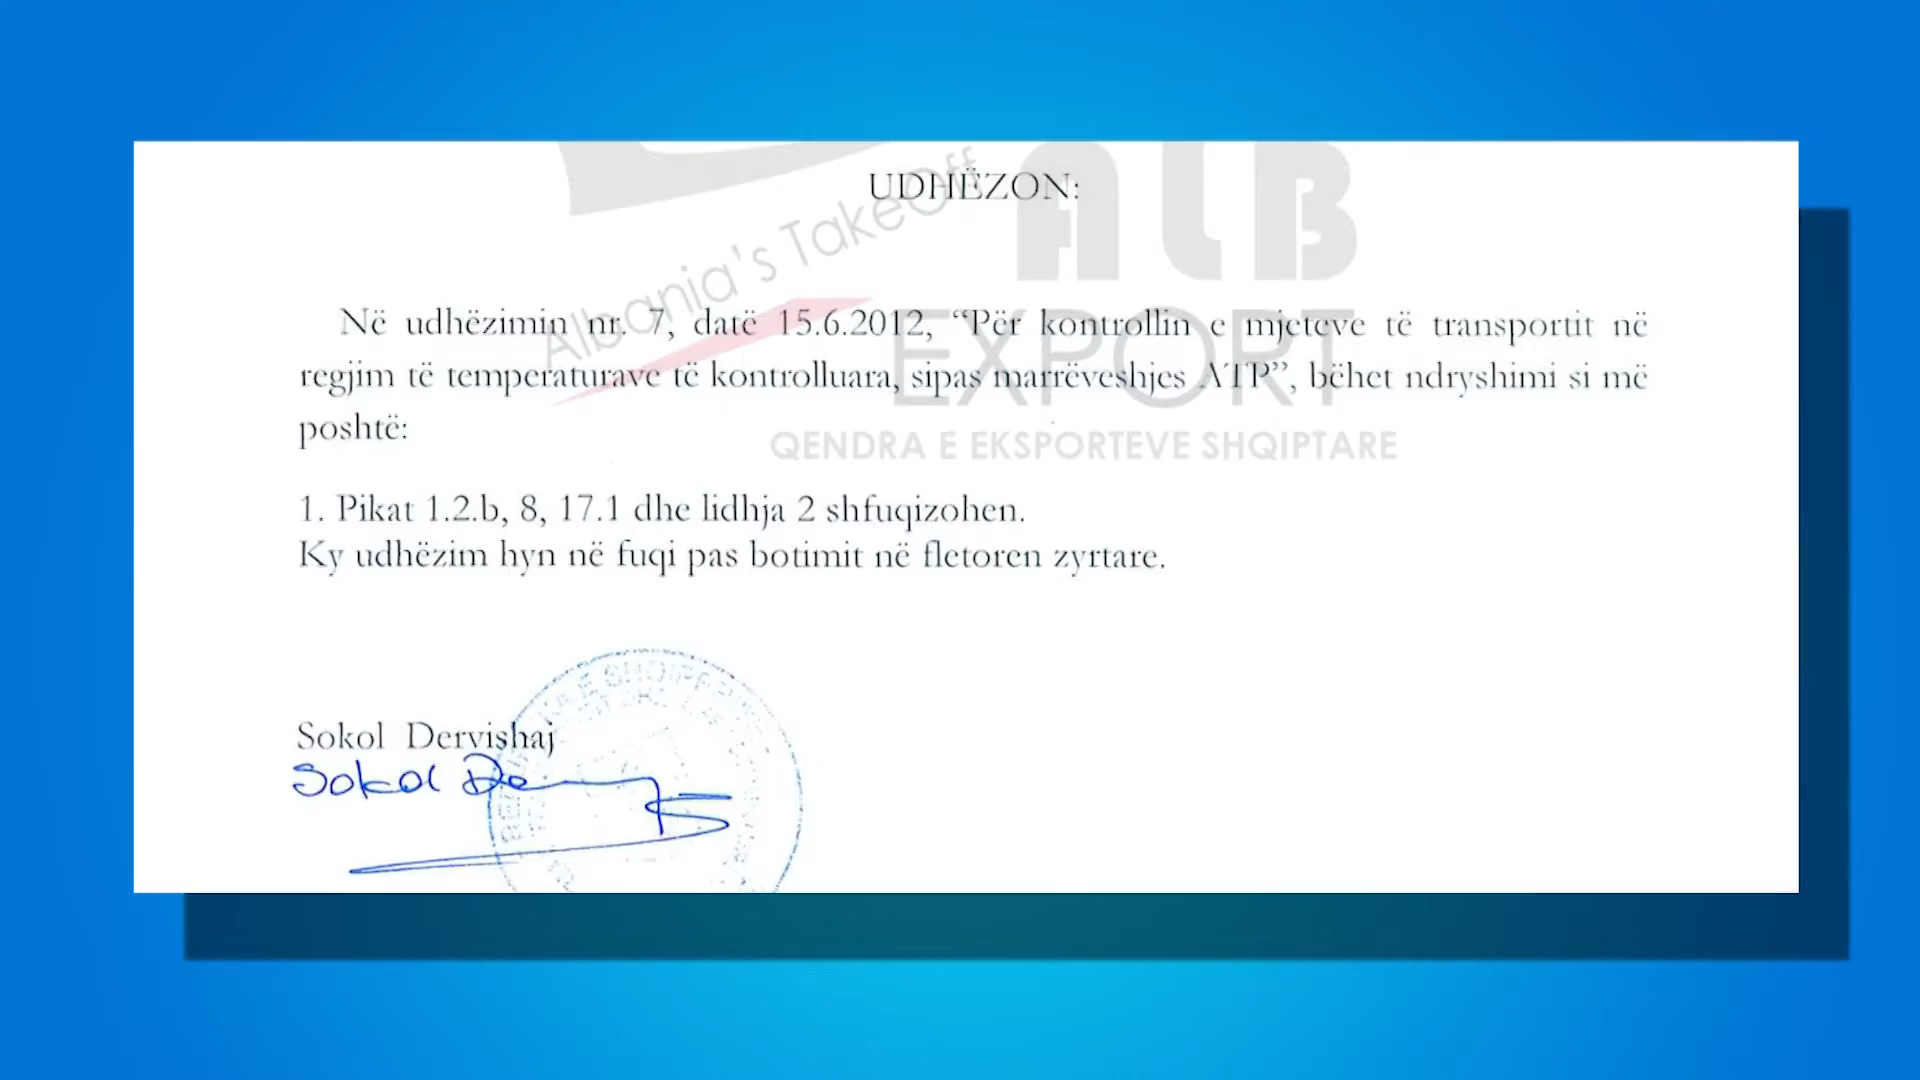 UDHËZON:
Albania's TakeOff
ALB
EXPORT
QENDRA E EKSPORTEVE SHQIPTARE
Në udhëzimin nr. 7, datë 15.6.2012, “Për kontrollin e mjeteve të transportit në
regjim të temperaturave të kontrolluara, sipas marrëveshjes ATP”, bëhet ndryshimi si më
poshtë:
1. Pikat 1.2.b, 8, 17.1 dhe lidhja 2 shfuqizohen.
Ky udhëzim hyn në fuqi pas botimit në fletoren zyrtare.
Sokol Dervishaj
Sokol